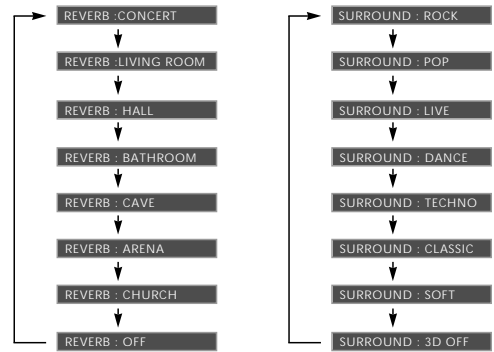 REVERB :CONCERT
REVERB :LIVING ROOM
REVERB : HALL
REVERB : BATHROOM
REVERB : CAVE
REVERB : ARENA
REVERB : CHURCH
REVERB : OFF
SURROUND : ROCK
SURROUND : POP
SURROUND : LIVE
SURROUND : DANCE
SURROUND : TECHNO
SURROUND : CLASSIC
SURROUND : SOFT
SURROUND : 3D OFF